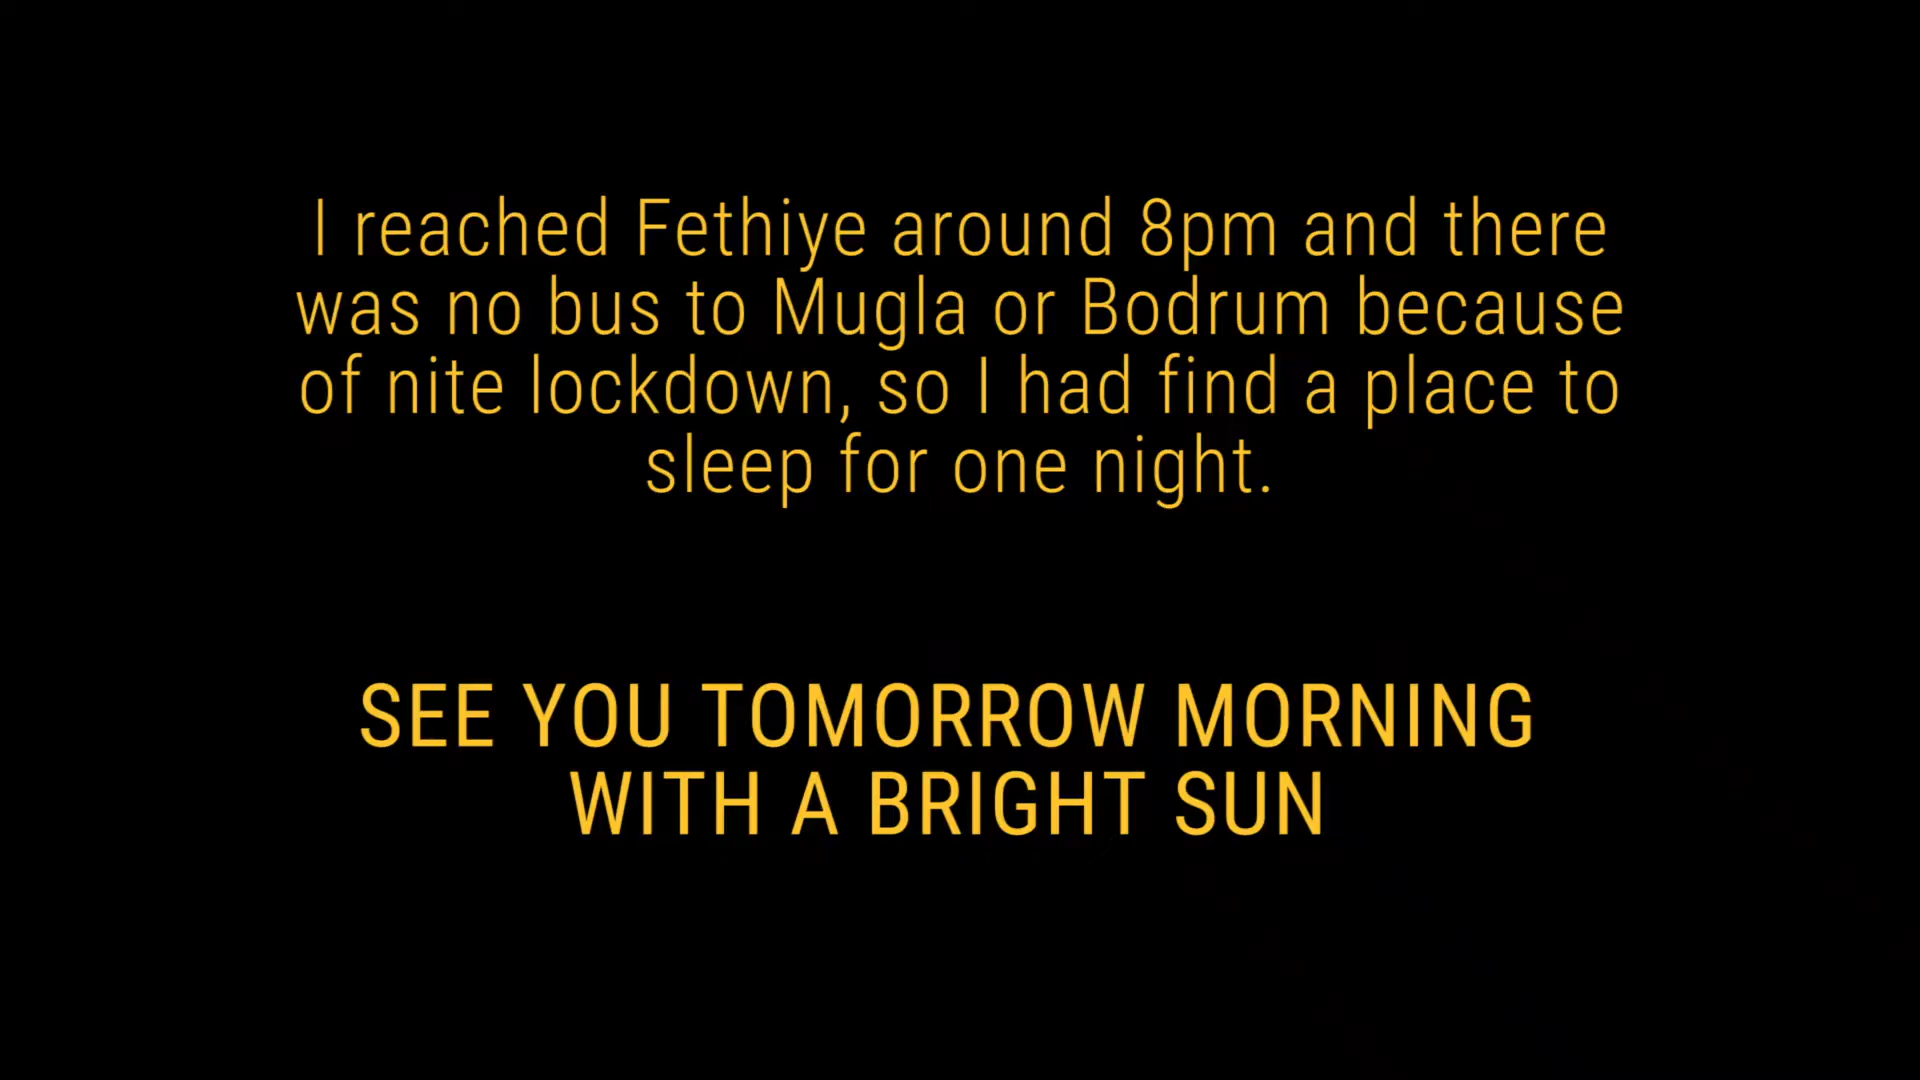 I reached Fethiye around 8pm and there
was no bus to Mugla or Bodrum because
of nite lockdown, so I had find a place to
sleep for one night.
SEE YOU TOMORROW MORNING
WITH A BRIGHT SUN